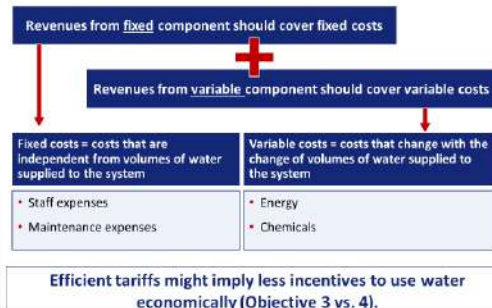 Revenues from fixed component should cover fixed costs
Revenues from variable component should cover variable costs
Fixed costs = costs that are
independent from volumes of water
supplied to the system
Variable costs = costs that change with the
change of volumes of water supplied to
the system
• Staff expenses
• Maintenance expenses
• Energy
• Chemicals
Efficient tariffs might imply less incentives to use water
economically (Objective 3 vs. 4).